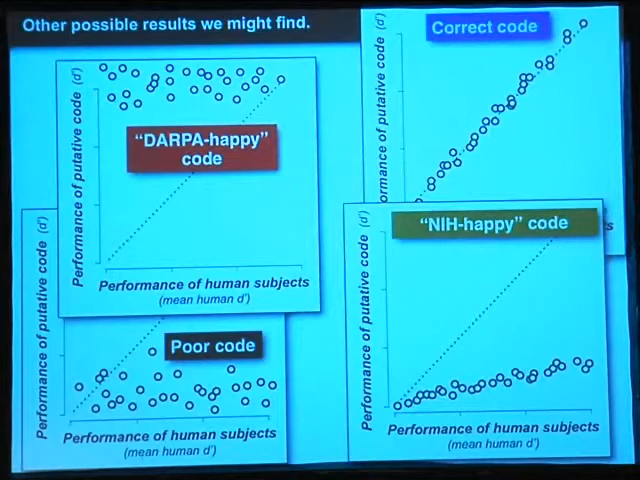 Other possible results we might find.
Performance of putative code (d')
"DARPA-happy"
code
Performance of human subjects
(mean human d')
ormance of putative code (d')
Correct code
s
Performance of putative code (d')
Poor code
Performance of human subjects
(mean human d')
Performance of putative code (d')
"NIH-happy" code
Performance of human subjects
(mean human d')